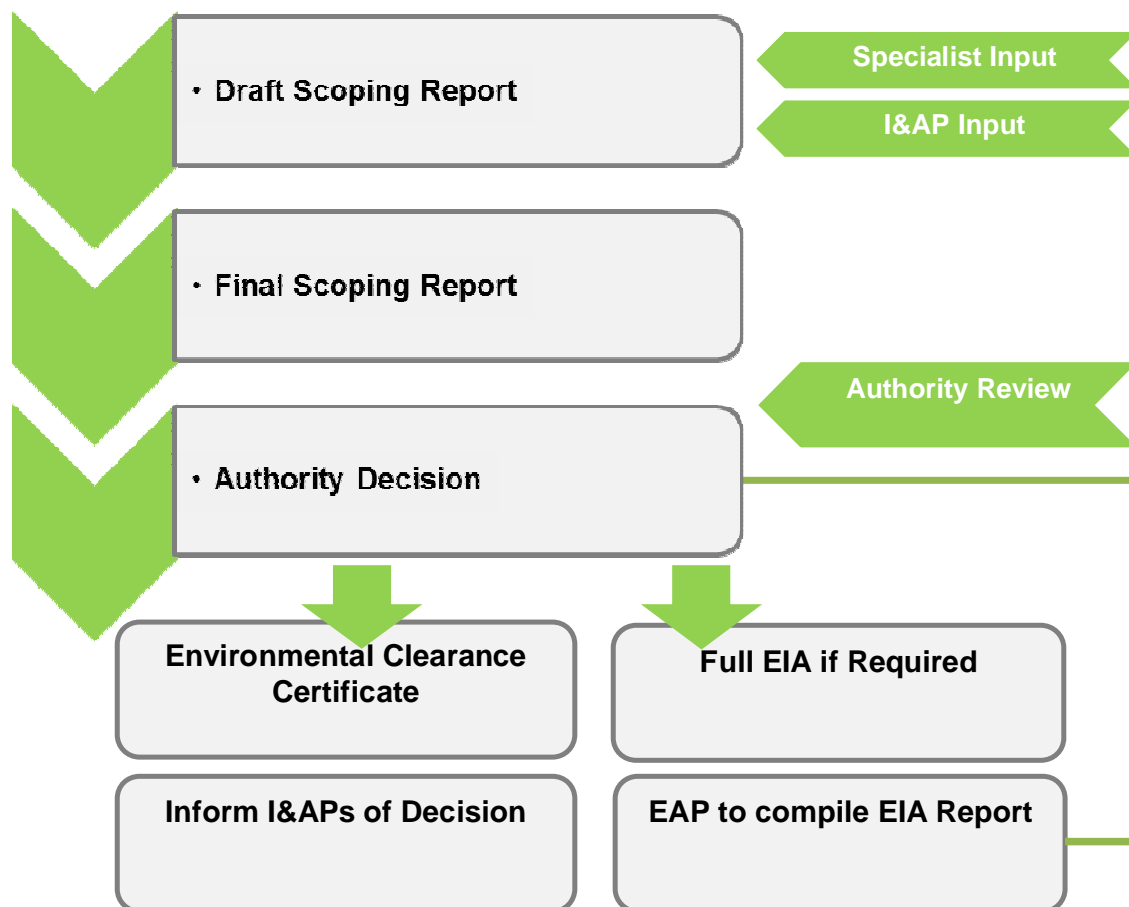 • Draft Scoping Report
Specialist Input
I&AP Input
• Final Scoping Report
Authority Review
• Authority Decision
Environmental Clearance
Certificate
Full EIA if Required
Inform I&APs of Decision
EAP to compile EIA Report